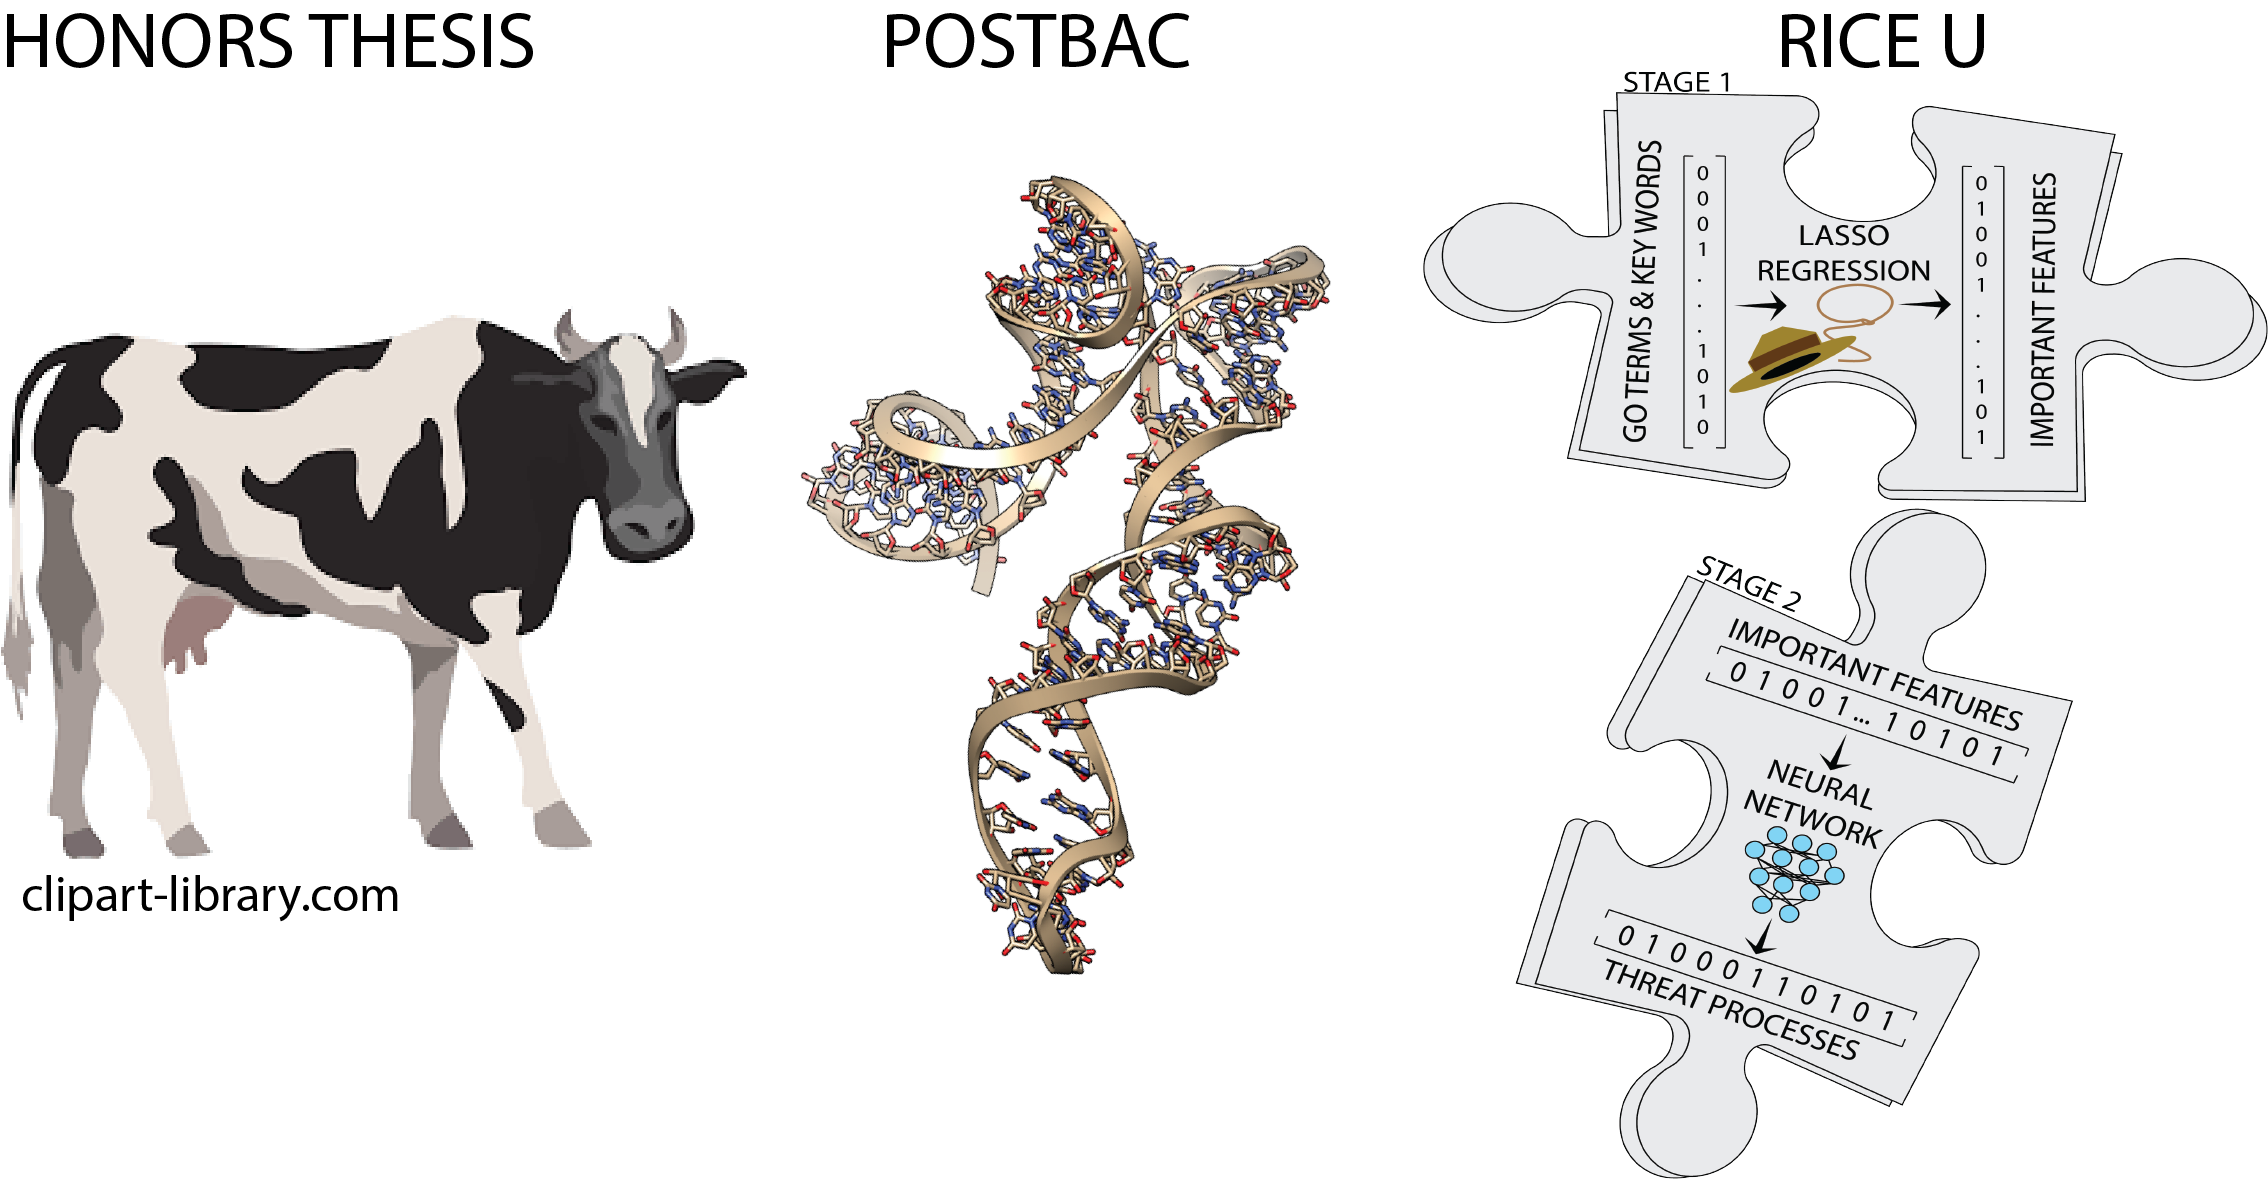 HONORS THESIS
POSTBAC
RICE U
clipart-library.com
STAGE 1
GO TERMS & KEY WORDS
0
0
0
1
.
.
.
1
0
1
0
LASSO
REGRESSION
0
1
0
0
1
.
.
.
1
0
1
IMPORTANT FEATURES
STAGE 2
IMPORTANT FEATURES
0 1 0 0 1... 1 0 1 0 1
NEURAL
NETWORK
0 1 0 0 0 1 1 0 1 0 1
THREAT PROCESSES